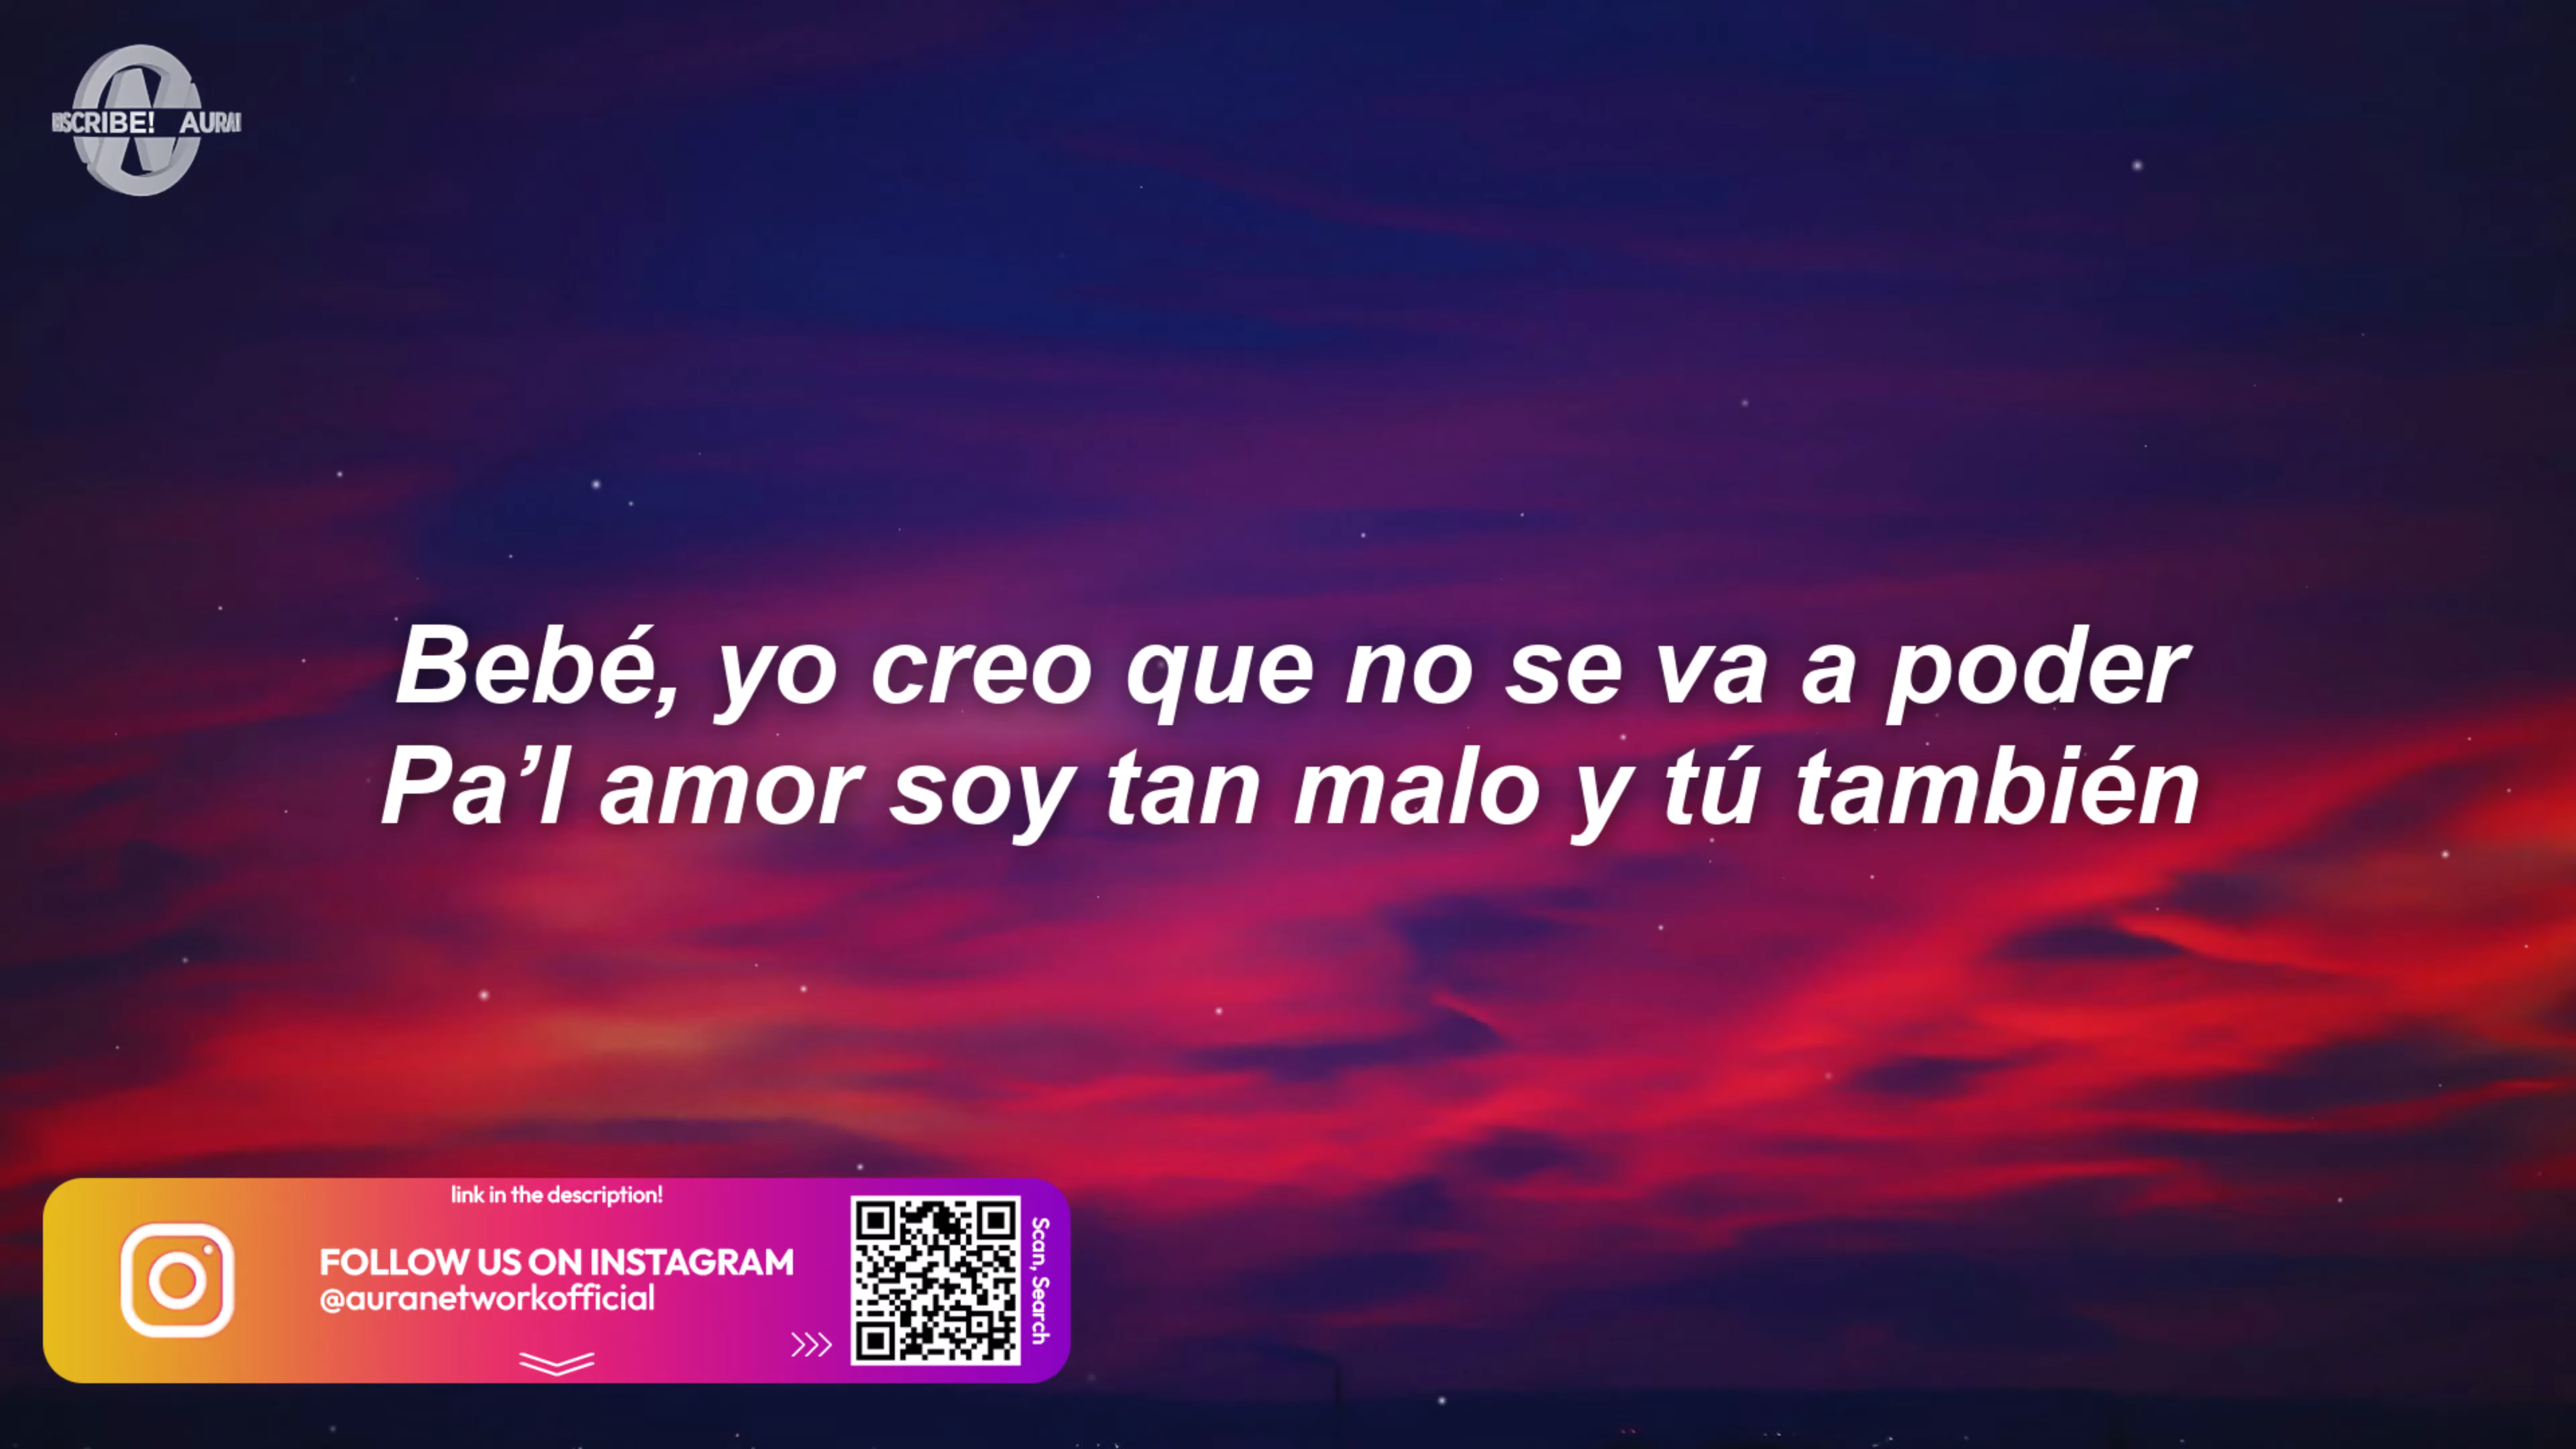 SCRIBE! AURA
Bebé, yo creo que no se va a poder
Pa’l amor soy tan malo y tú también
link in the description!
FOLLOW US ON INSTAGRAM
@auranetworkofficial
Scan, Search